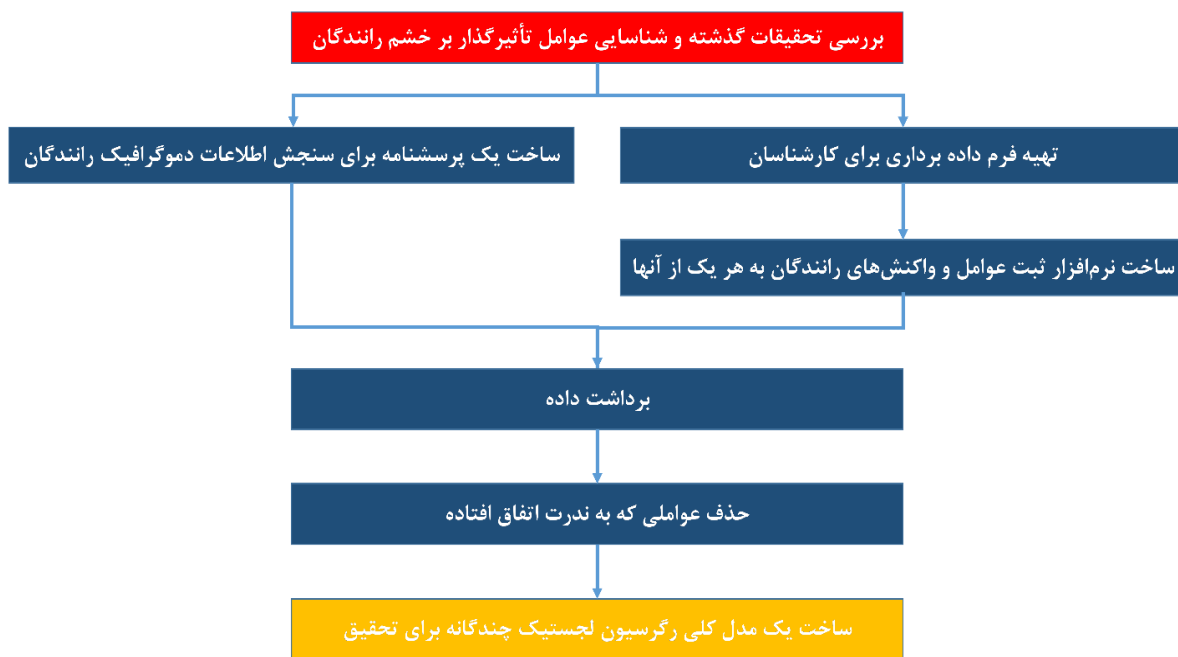 بررسی تحقیقات گذشته و شناسایی عوامل تأثیرگذار بر خشم رانندگان
تهیه فرم داده برداری برای کارشناسان
ساخت یک پرسشنامه برای سنجش اطلاعات دموگرافیک رانندگان
ساخت نرم‌افزار ثبت عوامل و واکنش‌های رانندگان به هر یک از آنها
برداشت داده
حذف عواملی که به ندرت اتفاق افتاده
ساخت یک مدل کلی رگرسیون لجستیک چندگانه برای تحقیق